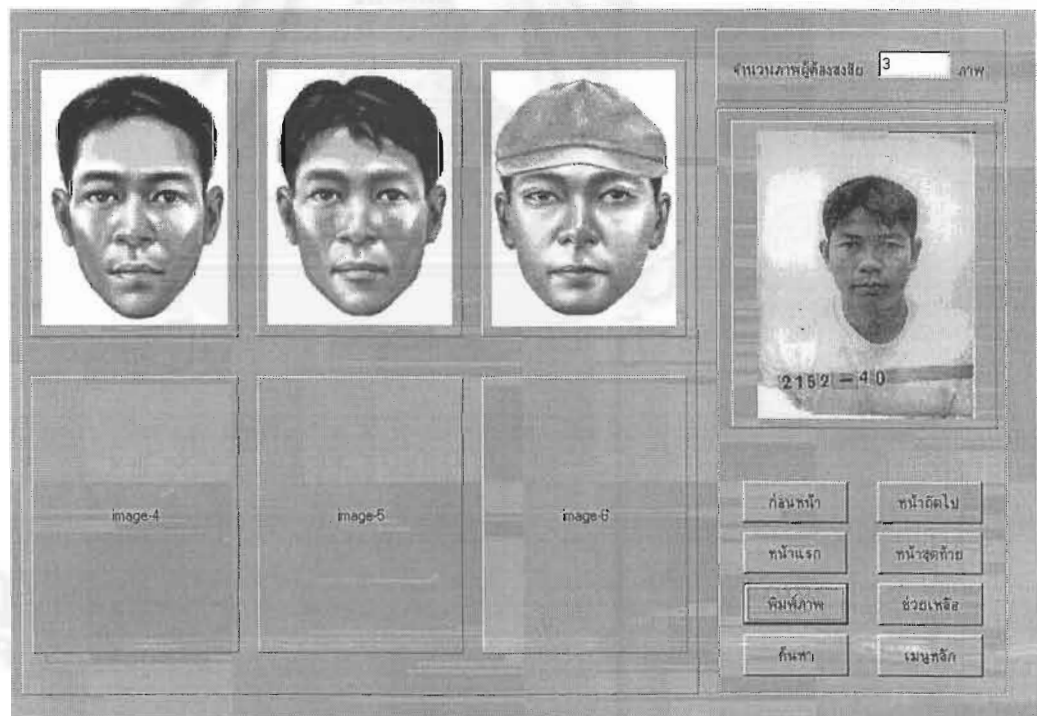 จำนวนภาพผู้ต้องสงสัย 3 ภาพ
2152-40
image-4 image-5 image-6
ก่อนหน้า หน้าถัดไป
หน้าแรก หน้าสุดท้าย
พิมพ์ภาพ ช่วยเหลือ
ค้นหา เมนูหลัก